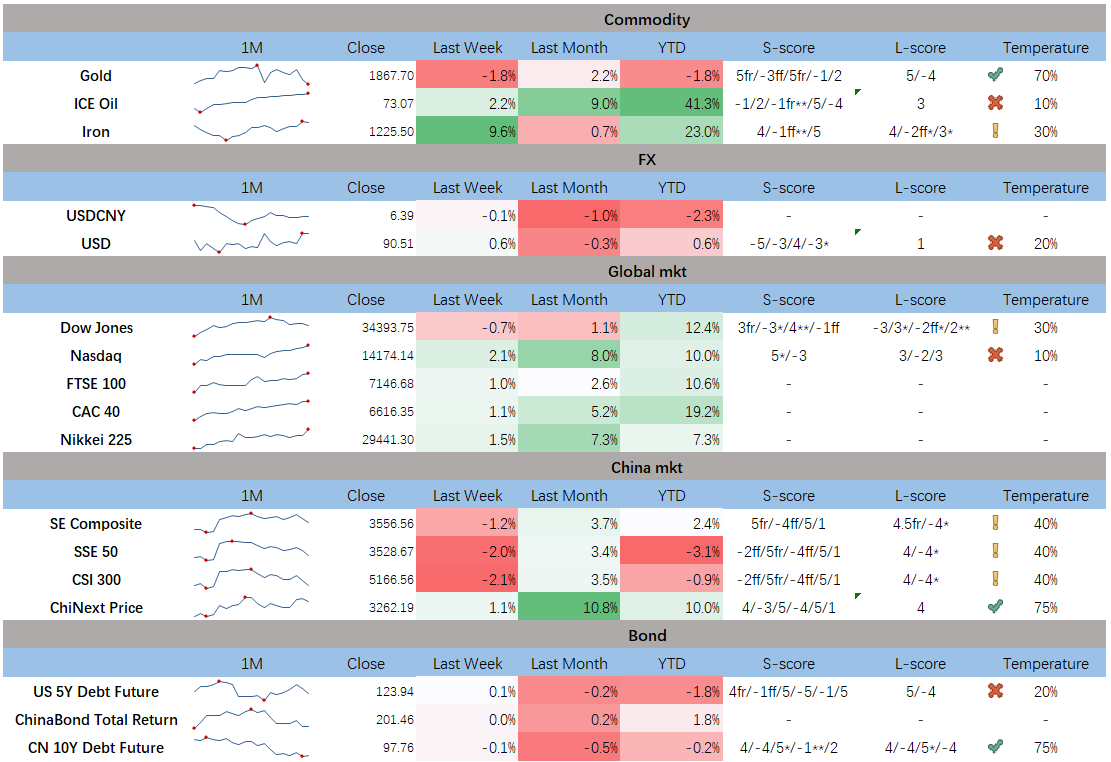 Commodity
1M Close Last Week Last Month YTD S-score L-score Temperature
Gold 1867.70 -1.8% 2.2% -1.8% 5fr/-3ff/5fr/-1/2 5/-4 70%
ICE Oil 73.07 2.2% 9.0% 41.3% -1/2/-1fr**/5/-4 3 10%
Iron 1225.50 9.6% 0.7% 23.0% 4/-1ff**/5 4/-2ff*/3* 30%
FX
1M Close Last Week Last Month YTD S-score L-score Temperature
USDCNY 6.39 -0.1% -1.0% -2.3% - - -
USD 90.51 0.6% -0.3% 0.6% -5/-3/4/-3* 1 20%
Global mkt
1M Close Last Week Last Month YTD S-score L-score Temperature
Dow Jones 34393.75 -0.7% 1.1% 12.4% 3fr/-3*/4**/-1ff -3/3*/-2ff*/2** 30%
Nasdaq 14174.14 2.1% 8.0% 10.0% 5*/-3 3/-2/3 10%
FTSE 100 7146.68 1.0% 2.6% 10.6% - - -
CAC 40 6616.35 1.1% 5.2% 19.2% - - -
Nikkei 225 29441.30 1.5% 7.3% 7.3% - - -
China mkt
1M Close Last Week Last Month YTD S-score L-score Temperature
SE Composite 3556.56 -1.2% 3.7% 2.4% 5fr/-4ff/5/1 4.5fr/-4* 40%
SSE 50 3528.67 -2.0% 3.4% -3.1% -2ff/5fr/-4ff/5/1 4/-4* 40%
CSI 300 5166.56 -2.1% 3.5% -0.9% -2ff/5fr/-4ff/5/1 4/-4* 40%
ChiNext Price 3262.19 1.1% 10.8% 10.0% 4/-3/5/-4/5/1 4 75%
Bond
1M Close Last Week Last Month YTD S-score L-score Temperature
US 5Y Debt Future 123.94 0.1% -0.2% -1.8% 4fr/-1ff/5/-5/-1/5 5/-4 20%
ChinaBond Total Return 201.46 0.0% 0.2% 1.8% - - -
CN 10Y Debt Future 97.76 -0.1% -0.5% -0.2% 4/-4/5*/-1**/2 4/-4/5*/-4 75%